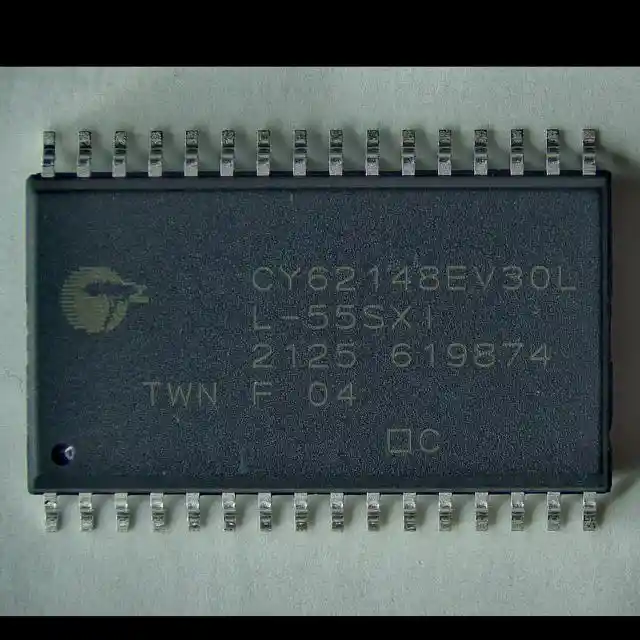 CY62148EV30L
L-55SXI
2125 619874
TWN F 04
C